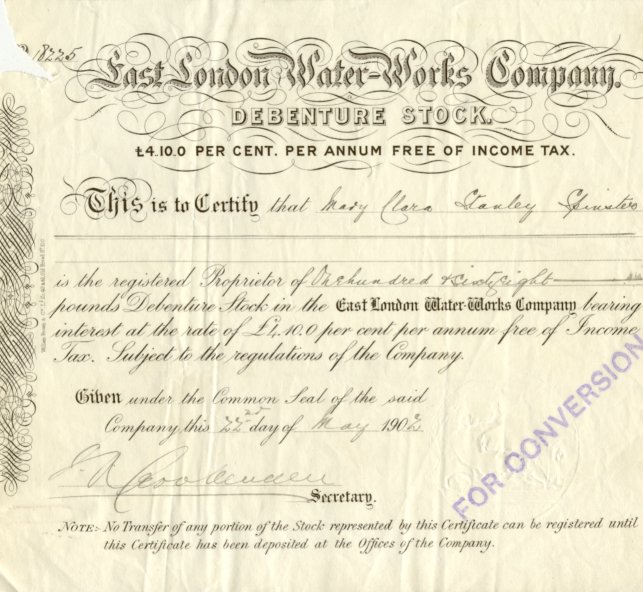 18225
East London Water-Works Company.
DEBENTURE STOCK.
£4.10.0 PER CENT. PER ANNUM FREE OF INCOME TAX.
This is to Certify that Mary Clara Stanley Spinster
is the registered Proprietor of One hundred & sixty eight
pounds Debenture Stock in the East London Water-Works Company bearing
interest at the rate of £4.10.0 per cent per annum free of Income
Tax. Subject to the regulations of the Company.
Given under the Common Seal of the said
Company, this 22nd day of May 1902
Secretary.
FOR CONVERSION
NOTE:- No Transfer of any portion of the Stock represented by this Certificate can be registered until
this Certificate has been deposited at the Offices of the Company.